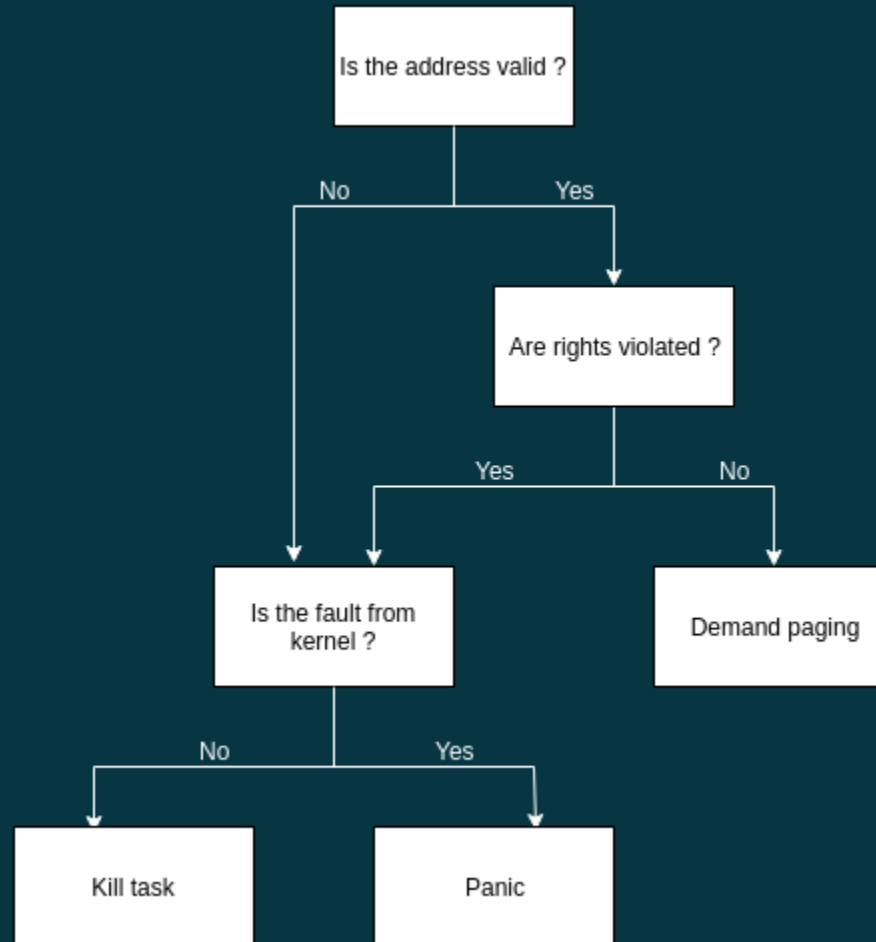 Is the address valid ?
No
Yes
Are rights violated ?
Yes
No
Is the fault from
kernel ?
Demand paging
No
Yes
Kill task
Panic